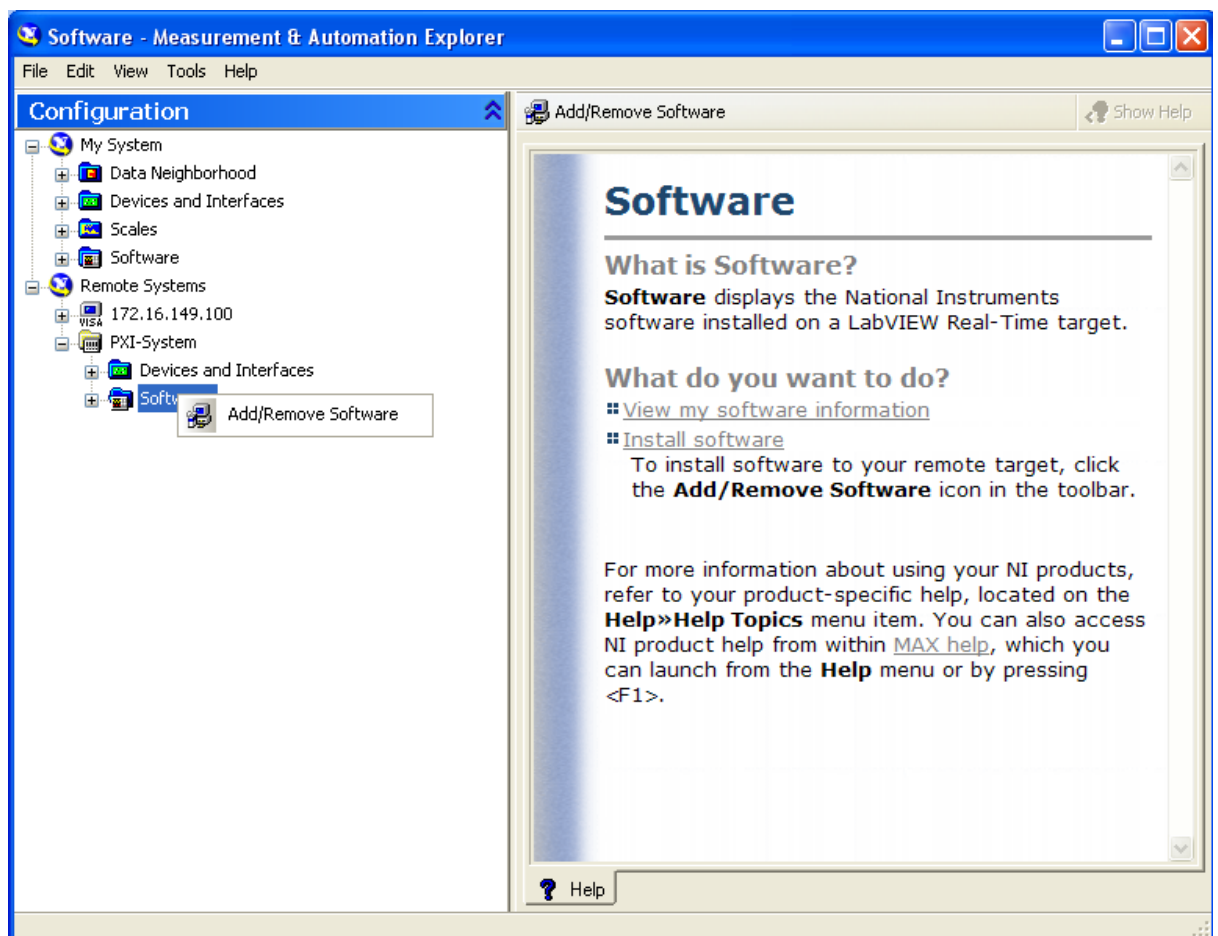 Software - Measurement & Automation Explorer
File Edit View Tools Help
Configuration
My System
Data Neighborhood
Devices and Interfaces
Scales
Software
Remote Systems
172.16.149.100
VISA
PXI-System
Devices and Interfaces
Softw
Add/Remove Software
Add/Remove Software
Show Help
Software
What is Software?
Software displays the National Instruments
software installed on a LabVIEW Real-Time target.
What do you want to do?
View my software information
Install software
To install software to your remote target, click
the Add/Remove Software icon in the toolbar.
For more information about using your NI products,
refer to your product-specific help, located on the
Help»Help Topics menu item. You can also access
NI product help from within MAX help, which you
can launch from the Help menu or by pressing
<F1>.
Help